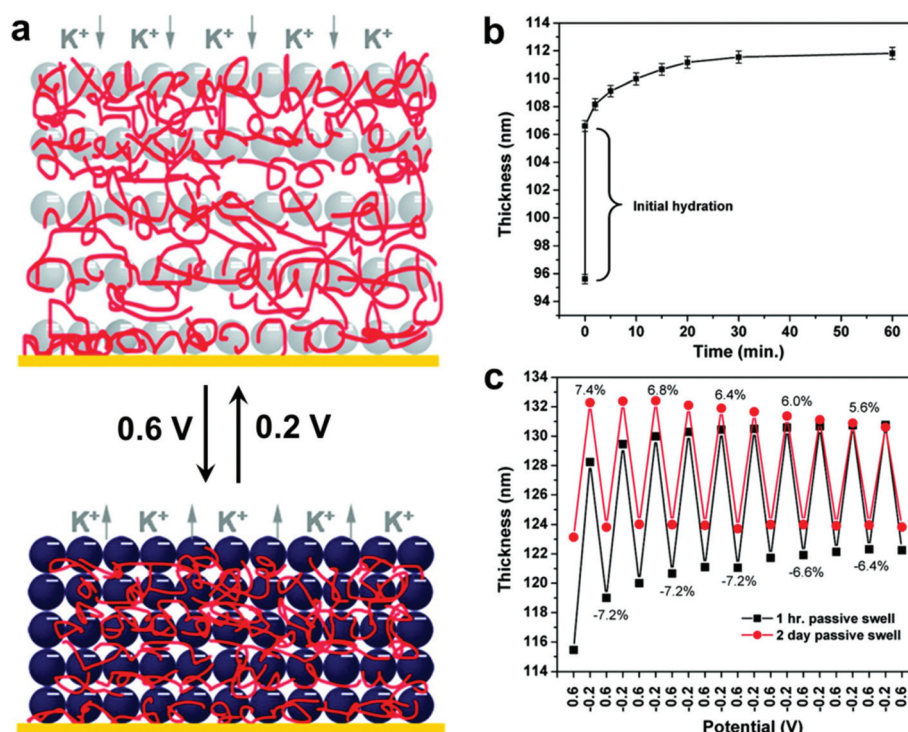 a
K⁺ K⁺ K⁺ K⁺ K⁺
0.6 V 0.2 V
K⁺ K⁺ K⁺ K⁺ K⁺
b
Thickness (nm)
114
112
110
108
106
104
102
100
98
96
94
Initial hydration
0 10 20 30 40 50 60
Time (min.)
c
Thickness (nm)
134
132
130
128
126
124
122
120
118
116
114
7.4% 6.8% 6.4% 6.0% 5.6%
-7.2% -7.2% -7.2% -6.6% -6.4%
1 hr. passive swell
2 day passive swell
0.6 -0.2 0.6 -0.2 0.6 -0.2 0.6 -0.2 0.6 -0.2 0.6 -0.2 0.6 -0.2 0.6 -0.2 0.6 -0.2 0.6 -0.2 0.6
Potential (V)